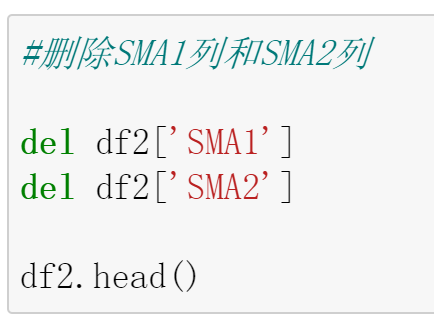 #删除SMA1列和SMA2列
del df2['SMA1']
del df2['SMA2']
df2.head()